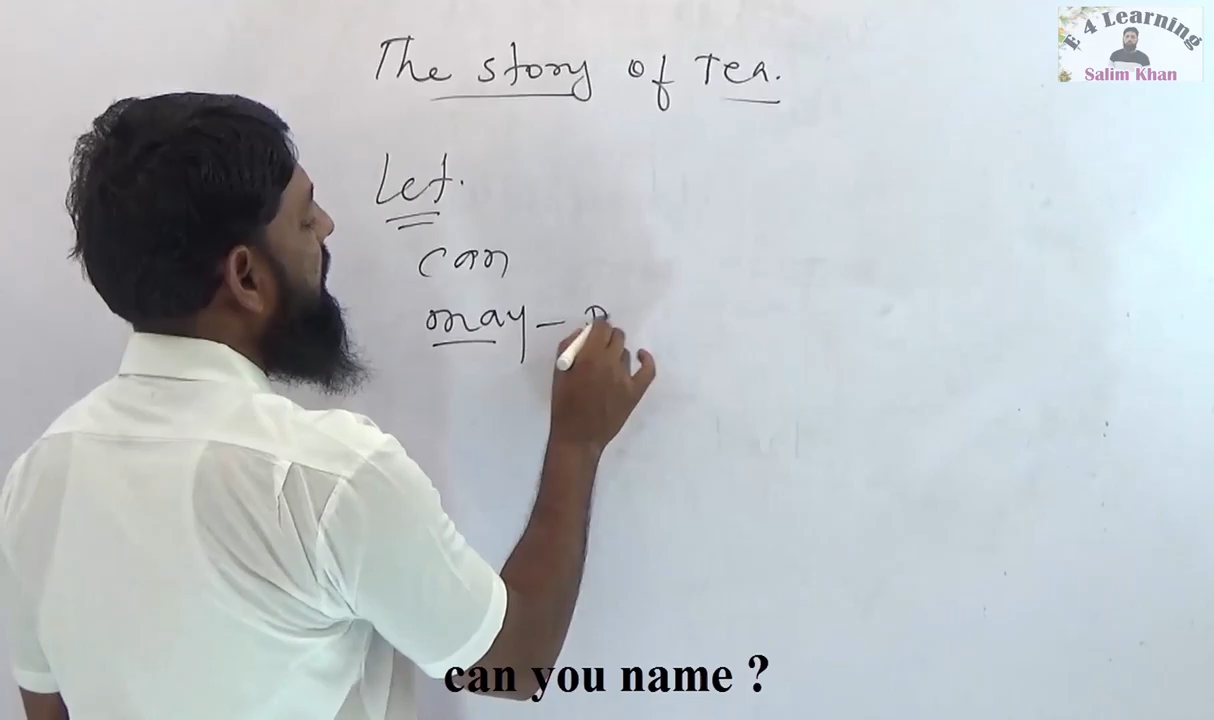 The story of Tea.
Let.
can
may –
E 4 Learning
Salim Khan
can you name ?